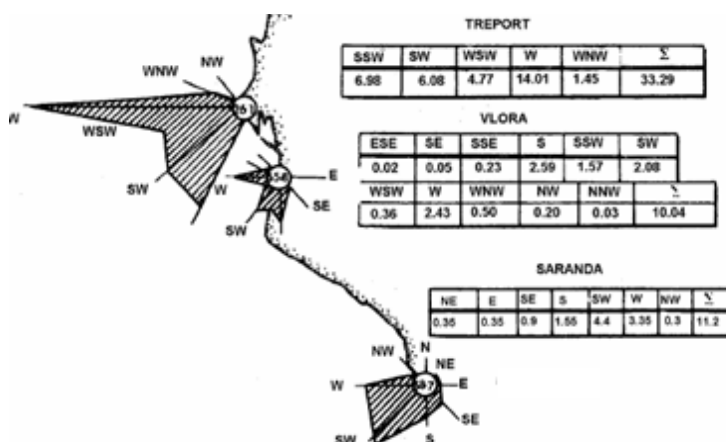 TREPORT
SSW SW WSW W WNW Σ
6.98 6.08 4.77 14.01 1.45 33.29
VLORA
ESE SE SSE S SSW SW
0.02 0.05 0.23 2.59 1.57 2.08
WSW W WNW NW NNW Σ
0.36 2.43 0.50 0.20 0.03 10.04
SARANDA
NE E SE S SW W NW Σ
0.35 0.35 0.9 1.55 4.4 3.35 0.3 11.2
NW
WNW
W
WSW
SW
W
E
SE
SW
N
NW
NE
W
E
SE
SW
S